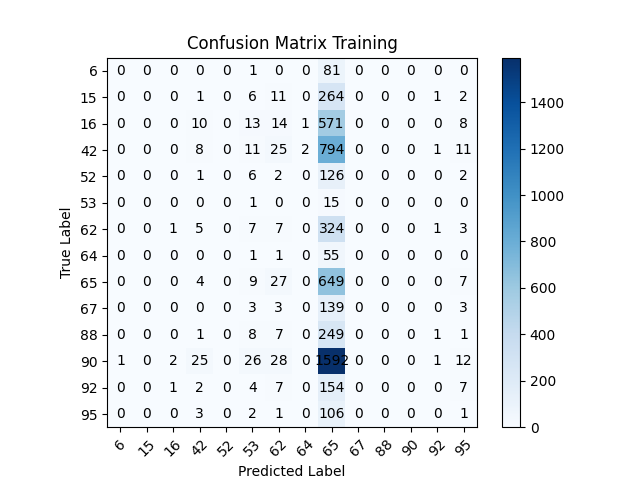 Confusion Matrix Training
6 0 0 0 0 0 1 0 0 81 0 0 0 0 0
15 0 0 0 1 0 6 11 0 264 0 0 0 1 2
16 0 0 0 10 0 13 14 1 571 0 0 0 0 8
42 0 0 0 8 0 11 25 2 794 0 0 0 1 11
52 0 0 0 1 0 6 2 0 126 0 0 0 0 2
53 0 0 0 0 0 1 0 0 15 0 0 0 0 0
62 0 0 1 5 0 7 7 0 324 0 0 0 1 3
64 0 0 0 0 0 1 1 0 55 0 0 0 0 0
65 0 0 0 4 0 9 27 0 649 0 0 0 0 7
67 0 0 0 0 0 3 3 0 139 0 0 0 0 3
88 0 0 0 1 0 8 7 0 249 0 0 0 1 1
90 1 0 2 25 0 26 28 0 1592 0 0 0 1 12
92 0 0 1 2 0 4 7 0 154 0 0 0 0 7
95 0 0 0 3 0 2 1 0 106 0 0 0 0 1
6 15 16 42 52 53 62 64 65 67 88 90 92 95
Predicted Label
True Label
1400
1200
1000
800
600
400
200
0